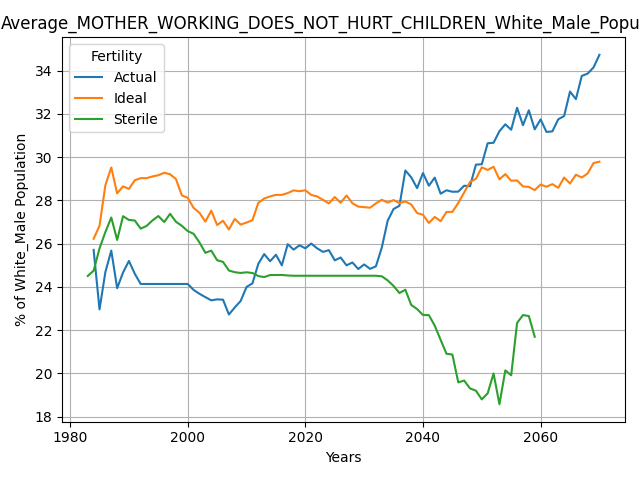 Average_MOTHER_WORKING_DOES_NOT_HURT_CHILDREN_White_Male_Popu
Fertility
Actual
Ideal
Sterile
34
32
30
28
26
24
22
20
18
% of White_Male Population
1980 2000 2020 2040 2060
Years